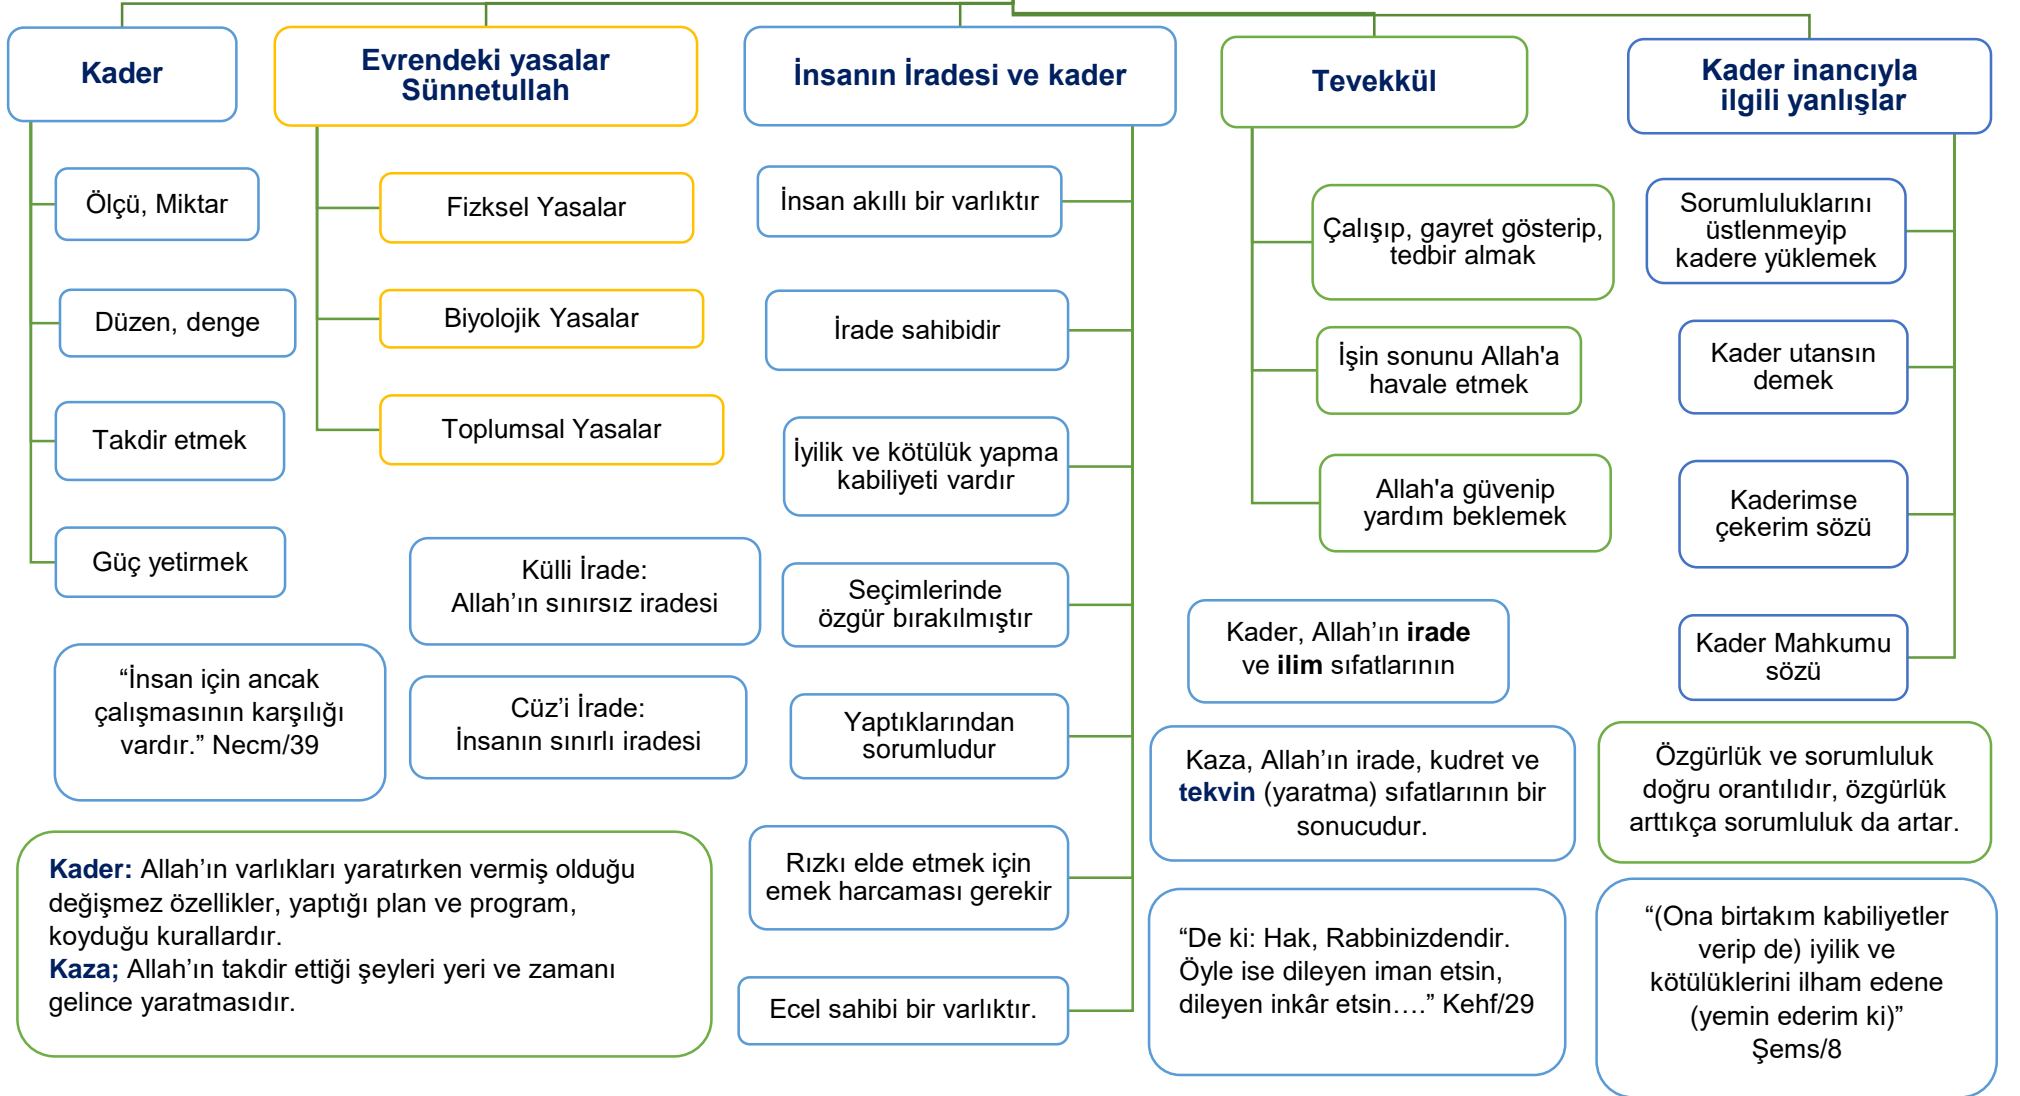 Kader
Ölçü, Miktar
Düzen, denge
Takdir etmek
Güç yetirmek
Evrendeki yasalar
Sünnetullah
Fizksel Yasalar
Biyolojik Yasalar
Toplumsal Yasalar
İnsanın İradesi ve kader
İnsan akıllı bir varlıktır
İrade sahibidir
İyilik ve kötülük yapma
kabiliyeti vardır
Seçimlerinde
özgür bırakılmıştır
Yaptıklarından
sorumludur
Rızkı elde etmek için
emek harcaması gerekir
Ecel sahibi bir varlıktır.
Tevekkül
Çalışıp, gayret gösterip,
tedbir almak
İşin sonunu Allah'a
havale etmek
Allah'a güvenip
yardım beklemek
Kader inancıyla
ilgili yanlışlar
Sorumluluklarını
üstlenmeyip
kadere yüklemek
Kader utansın
demek
Kaderimse
çekerim sözü
Kader Mahkumu
sözü
Külli İrade:
Allah’ın sınırsız iradesi
Cüz’i İrade:
İnsanın sınırlı iradesi
“İnsan için ancak
çalışmasının karşılığı
vardır.” Necm/39
Kader: Allah’ın varlıkları yaratırken vermiş olduğu
değişmez özellikler, yaptığı plan ve program,
koyduğu kurallardır.
Kaza; Allah’ın takdir ettiği şeyleri yeri ve zamanı
gelince yaratmasıdır.
Kader, Allah’ın irade
ve ilim sıfatlarının
Kaza, Allah’ın irade, kudret ve
tekvin (yaratma) sıfatlarının bir
sonucudur.
“De ki: Hak, Rabbinizdendir.
Öyle ise dileyen iman etsin,
dileyen inkâr etsin….” Kehf/29
Özgürlük ve sorumluluk
doğru orantılıdır, özgürlük
arttıkça sorumluluk da artar.
“(Ona birtakım kabiliyetler
verip de) iyilik ve
kötülüklerini ilham edene
(yemin ederim ki)”
Şems/8